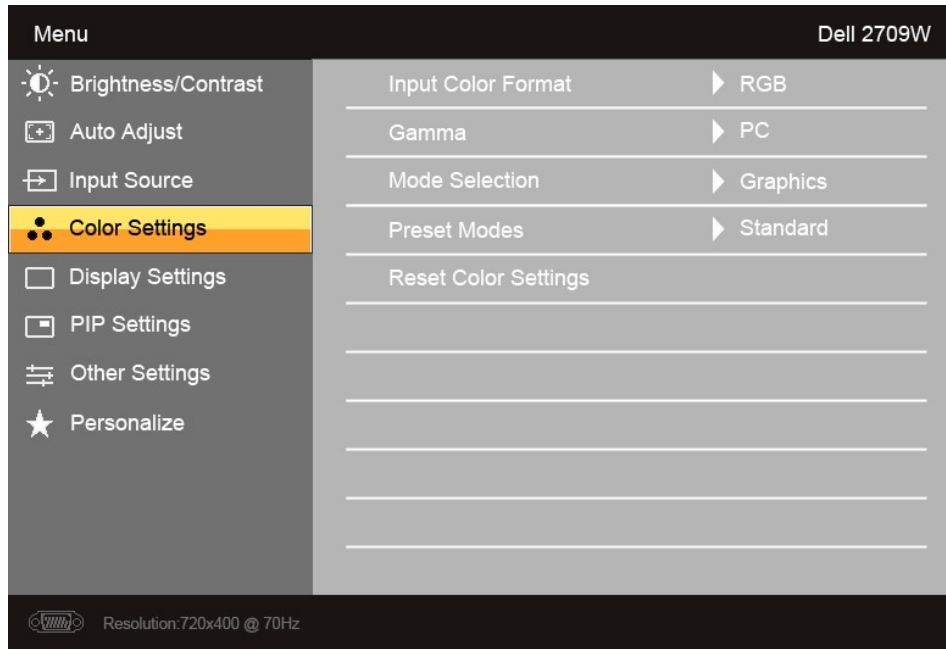 Menu
Dell 2709W
Brightness/Contrast
Auto Adjust
Input Source
Color Settings
Display Settings
PIP Settings
Other Settings
Personalize
Input Color Format RGB
Gamma PC
Mode Selection Graphics
Preset Modes Standard
Reset Color Settings
Resolution:720x400 @ 70Hz